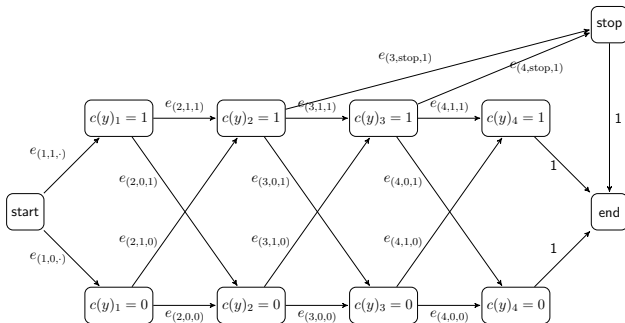 stop
e(3,stop,1)
e(4,stop,1)
c(y)1 = 1
e(2,1,1)
c(y)2 = 1
e(3,1,1)
c(y)3 = 1
e(4,1,1)
c(y)4 = 1
1
e(1,1,·)
1
e(2,0,1)
e(3,0,1)
e(4,0,1)
start
end
e(2,1,0)
e(3,1,0)
e(4,1,0)
e(1,0,·)
1
c(y)1 = 0
e(2,0,0)
c(y)2 = 0
e(3,0,0)
c(y)3 = 0
e(4,0,0)
c(y)4 = 0